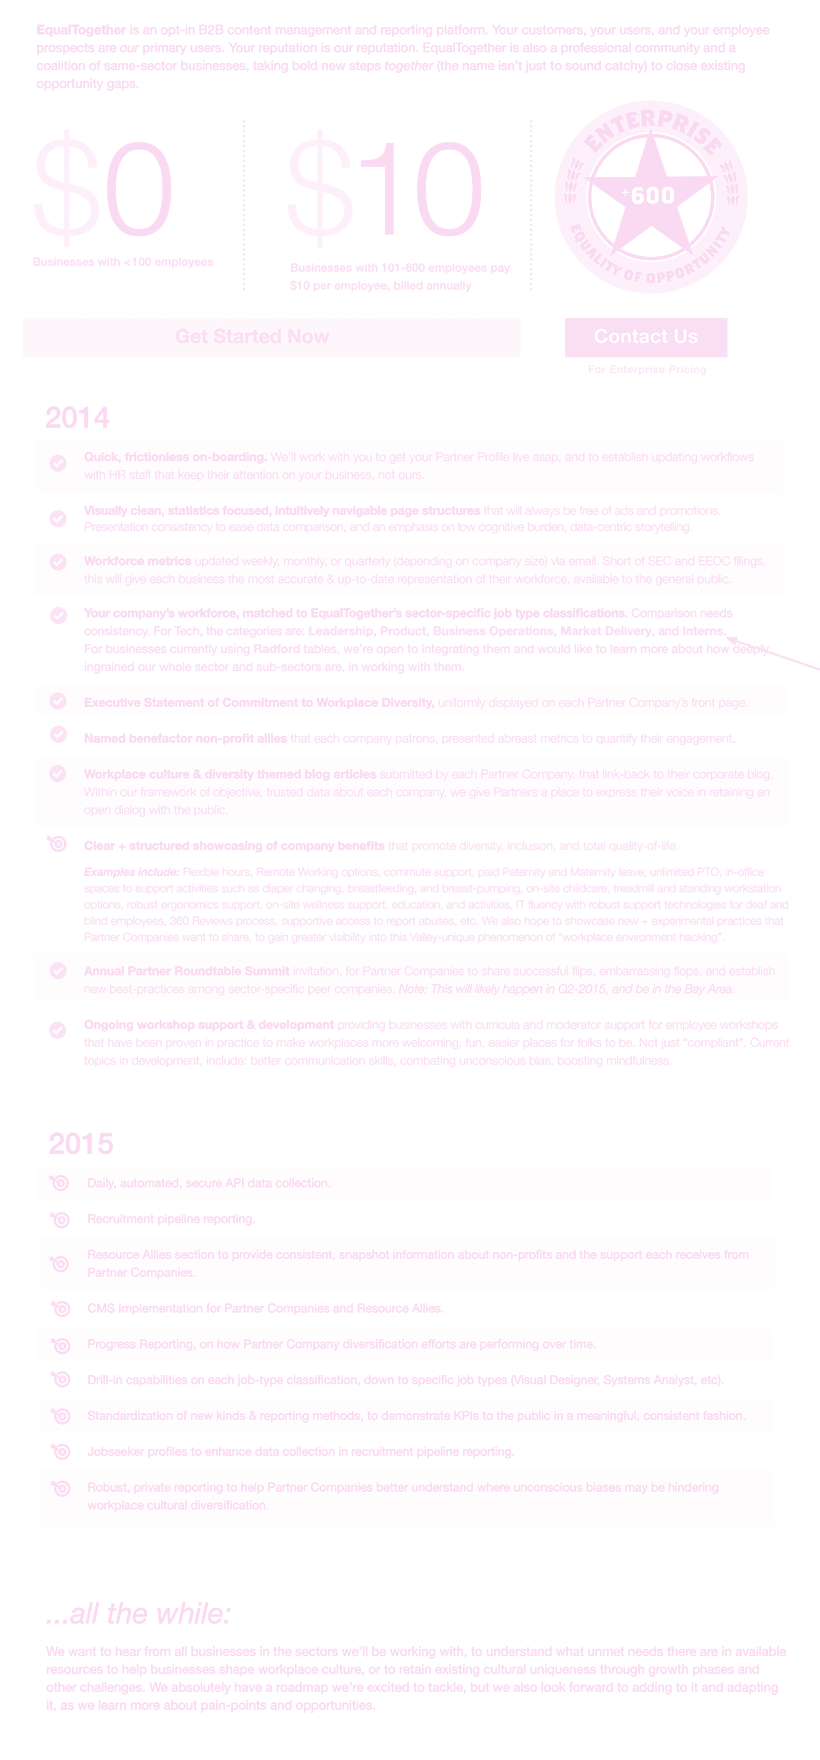 EqualTogether is an opt-in B2B content management and reporting platform. Your customers, your users, and your employee
prospects are our primary users. Your reputation is our reputation. EqualTogether is also a professional community and a
coalition of same-sector businesses, taking bold new steps together (the name isn't just to sound catchy) to close existing
opportunity gaps.
$0
Businesses with <100 employees
$10
Businesses with 101-600 employees pay
$10 per employee, billed annually
ENTERPRISE
+600
EQUALITY OF OPPORTUNITY
Get Started Now
Contact Us
For Enterprise Pricing
2014
Quick, frictionless on-boarding. We'll work with you to get your Partner Profile live asap, and to establish updating workflows
with HR staff that keep their attention on your business, not ours.
Visually clean, statistics focused, intuitively navigable page structures that will always be free of ads and promotions.
Presentation consistency to ease data comparison, and an emphasis on low cognitive burden, data-centric storytelling.
Workforce metrics updated weekly, monthly, or quarterly (depending on company size) via email. Short of SEC and EEOC filings,
this will give each business the most accurate & up-to-date representation of their workforce, available to the general public.
Your company's workforce, matched to EqualTogether's sector-specific job type classifications. Comparison needs
consistency. For Tech, the categories are: Leadership, Product, Business Operations, Market Delivery, and Interns.
For businesses currently using Radford tables, we're open to integrating them and would like to learn more about how deeply
ingrained our whole sector and sub-sectors are, in working with them.
Executive Statement of Commitment to Workplace Diversity, uniformly displayed on each Partner Company's front page.
Named benefactor non-profit allies that each company patrons, presented abreast metrics to quantify their engagement.
Workplace culture & diversity themed blog articles submitted by each Partner Company, that link-back to their corporate blog.
Within our framework of objective, trusted data about each company, we give Partners a place to express their voice in retaining an
open dialog with the public.
Clear + structured showcasing of company benefits that promote diversity, inclusion, and total quality-of-life.
Examples include: Flexible hours, Remote Working options, commute support, paid Paternity and Maternity leave, unlimited PTO, in-office
spaces to support activities such as diaper changing, breastfeeding, and breast-pumping, on-site childcare, treadmill and standing workstation
options, robust ergonomics support, on-site wellness support, education, and activities, IT fluency with robust support technologies for deaf and
blind employees, 360 Reviews process, supportive access to report abuses, etc. We also hope to showcase new + experimental practices that
Partner Companies want to share, to gain greater visibility into this Valley-unique phenomenon of "workplace environment hacking".
Annual Partner Roundtable Summit invitation, for Partner Companies to share successful flips, embarrassing flops, and establish
new best-practices among sector-specific peer companies. Note: This will likely happen in Q2-2015, and be in the Bay Area.
Ongoing workshop support & development providing businesses with curricula and moderator support for employee workshops
that have been proven in practice to make workplaces more welcoming, fun, easier places for folks to be. Not just "compliant". Current
topics in development, include: better communication skills, combating unconscious bias, boosting mindfulness.
2015
Daily, automated, secure API data collection.
Recruitment pipeline reporting.
Resource Allies section to provide consistent, snapshot information about non-profits and the support each receives from
Partner Companies.
CMS Implementation for Partner Companies and Resource Allies.
Progress Reporting, on how Partner Company diversification efforts are performing over time.
Drill-in capabilities on each job-type classification, down to specific job types (Visual Designer, Systems Analyst, etc).
Standardization of new kinds & reporting methods, to demonstrate KPIs to the public in a meaningful, consistent fashion.
Jobseeker profiles to enhance data collection in recruitment pipeline reporting.
Robust, private reporting to help Partner Companies better understand where unconscious biases may be hindering
workplace cultural diversification.
...all the while:
We want to hear from all businesses in the sectors we'll be working with, to understand what unmet needs there are in available
resources to help businesses shape workplace culture, or to retain existing cultural uniqueness through growth phases and
other challenges. We absolutely have a roadmap we're excited to tackle, but we also look forward to adding to it and adapting
it, as we learn more about pain-points and opportunities.